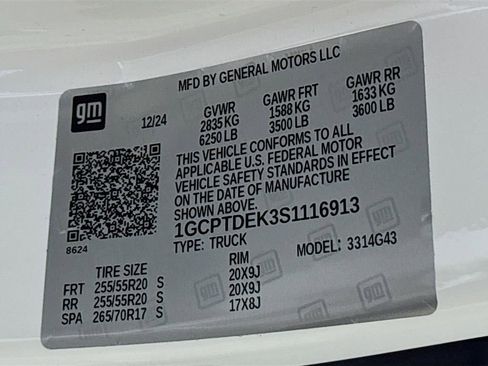 MFD BY GENERAL MOTORS LLC
gm
12/24
GVWR GAWR FRT GAWR RR
2835 KG 1588 KG 1633 KG
6250 LB 3500 LB 3600 LB
THIS VEHICLE CONFORMS TO ALL
APPLICABLE U.S. FEDERAL MOTOR
VEHICLE SAFETY STANDARDS IN EFFECT
ON THE DATE OF MANUFACTURE
SHOWN ABOVE.
1GCPTDEK3S1116913
8624
TYPE: TRUCK MODEL: 3314G43
TIRE SIZE RIM
FRT 255/55R20 S 20X9J
RR 255/55R20 S 20X9J
SPA 265/70R17 S 17X8J